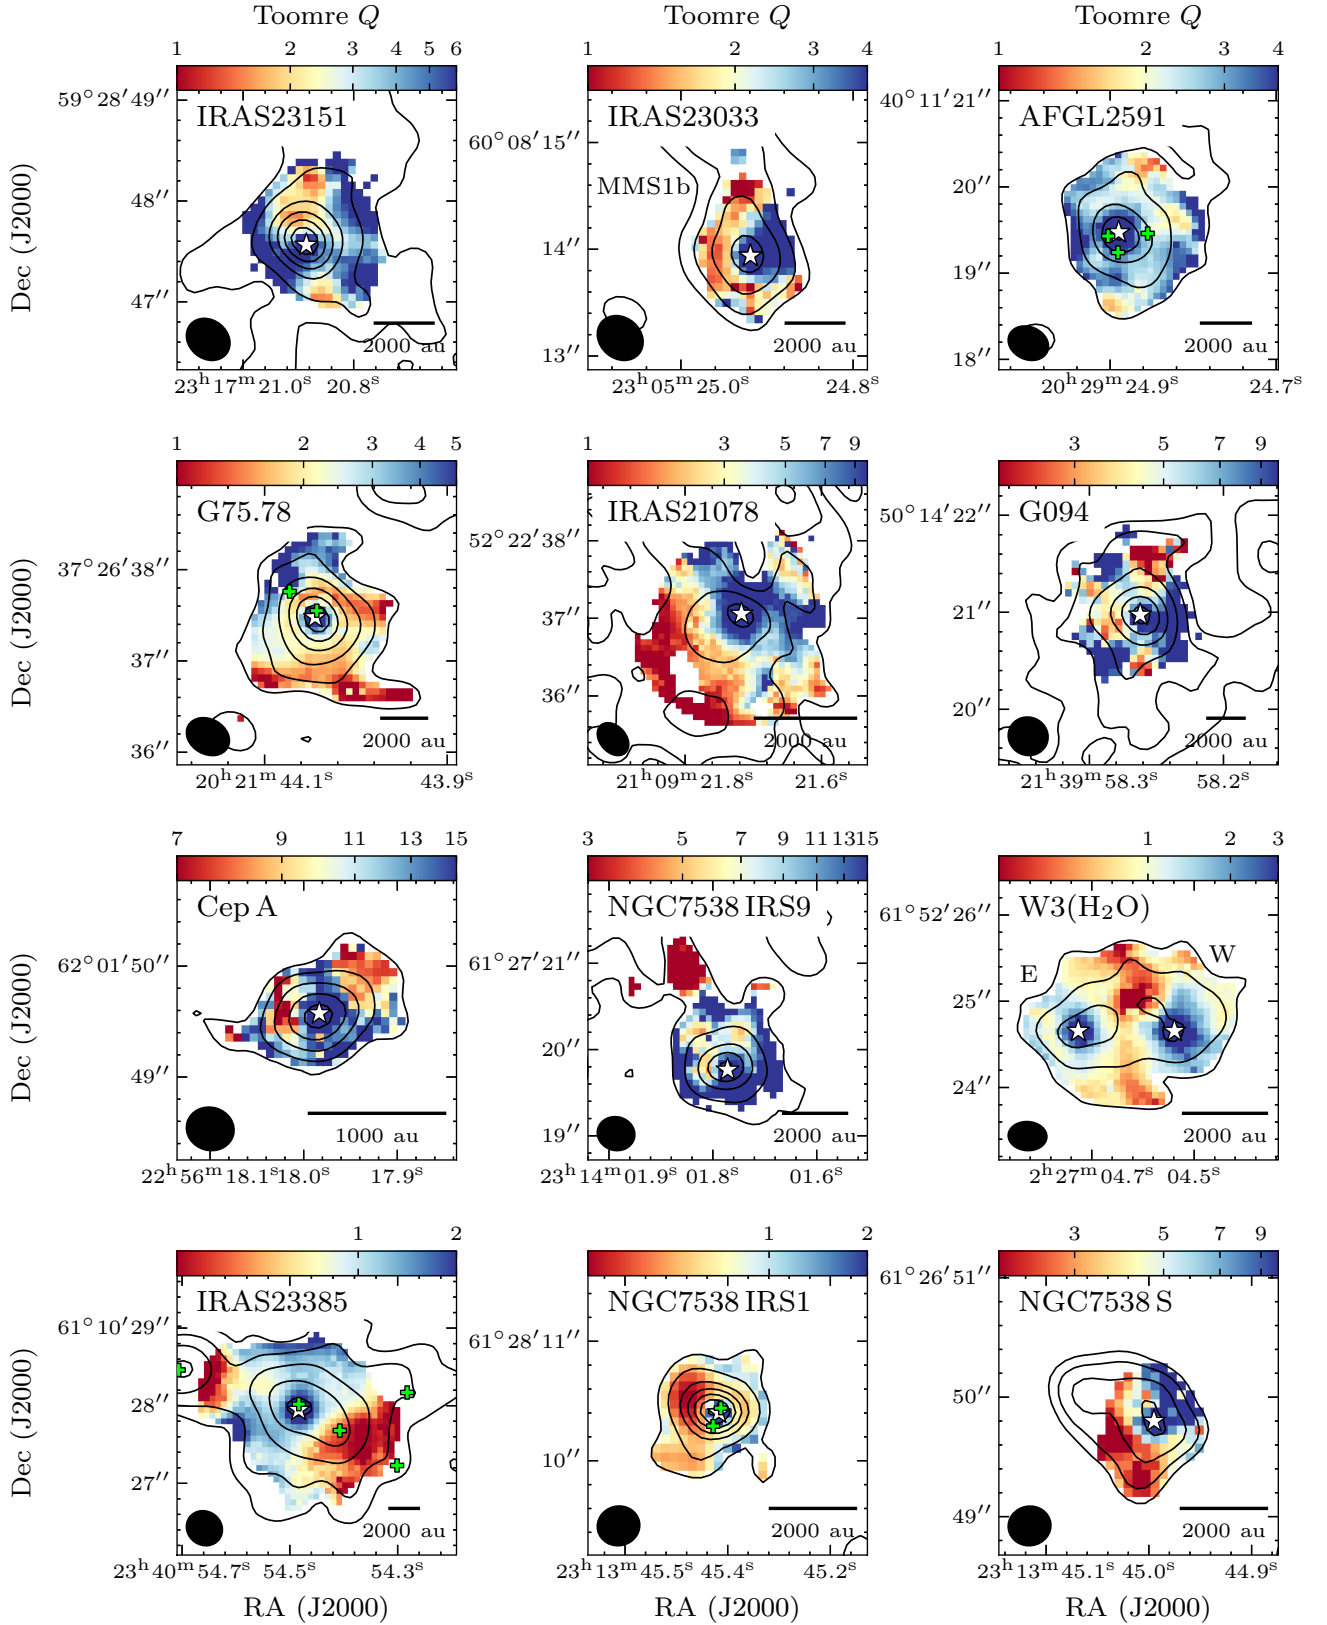 Toomre Q Toomre Q Toomre Q
1 2 3 4 5 6 1 2 3 4 1 2 3 4
IRAS23151 IRAS23033 AFGL2591
MMS1b
59°28′49″ 48″ 47″
60°08′15″ 14″ 13″
40°11′21″ 20″ 19″ 18″
Dec (J2000)
2000 au 2000 au 2000 au
23ʰ17ᵐ21.0ˢ 20.8ˢ 23ʰ05ᵐ25.0ˢ 24.8ˢ 20ʰ29ᵐ24.9ˢ 24.7ˢ
1 2 3 4 5 1 3 5 7 9 3 5 7 9
G75.78 IRAS21078 G094
37°26′38″ 37″ 36″
52°22′38″ 37″ 36″
50°14′22″ 21″ 20″
Dec (J2000)
2000 au 2000 au 2000 au
20ʰ21ᵐ44.1ˢ 43.9ˢ 21ʰ09ᵐ21.8ˢ 21.6ˢ 21ʰ39ᵐ58.3ˢ 58.2ˢ
7 9 11 13 15 3 5 7 9 11 13 15 1 2 3
Cep A NGC7538 IRS9 W3(H₂O)
E W
62°01′50″ 49″
61°27′21″ 20″ 19″
61°52′26″ 25″ 24″
Dec (J2000)
1000 au 2000 au 2000 au
22ʰ56ᵐ18.1ˢ 18.0ˢ 17.9ˢ 23ʰ14ᵐ01.9ˢ 01.8ˢ 01.6ˢ 2ʰ27ᵐ04.7ˢ 04.5ˢ
1 2 1 2 3 5 7 9
IRAS23385 NGC7538 IRS1 NGC7538 S
61°10′29″ 28″ 27″
61°28′11″ 10″
61°26′51″ 50″ 49″
Dec (J2000)
2000 au 2000 au 2000 au
23ʰ40ᵐ54.7ˢ 54.5ˢ 54.3ˢ 23ʰ13ᵐ45.5ˢ 45.4ˢ 45.2ˢ 23ʰ13ᵐ45.1ˢ 45.0ˢ 44.9ˢ
RA (J2000) RA (J2000) RA (J2000)